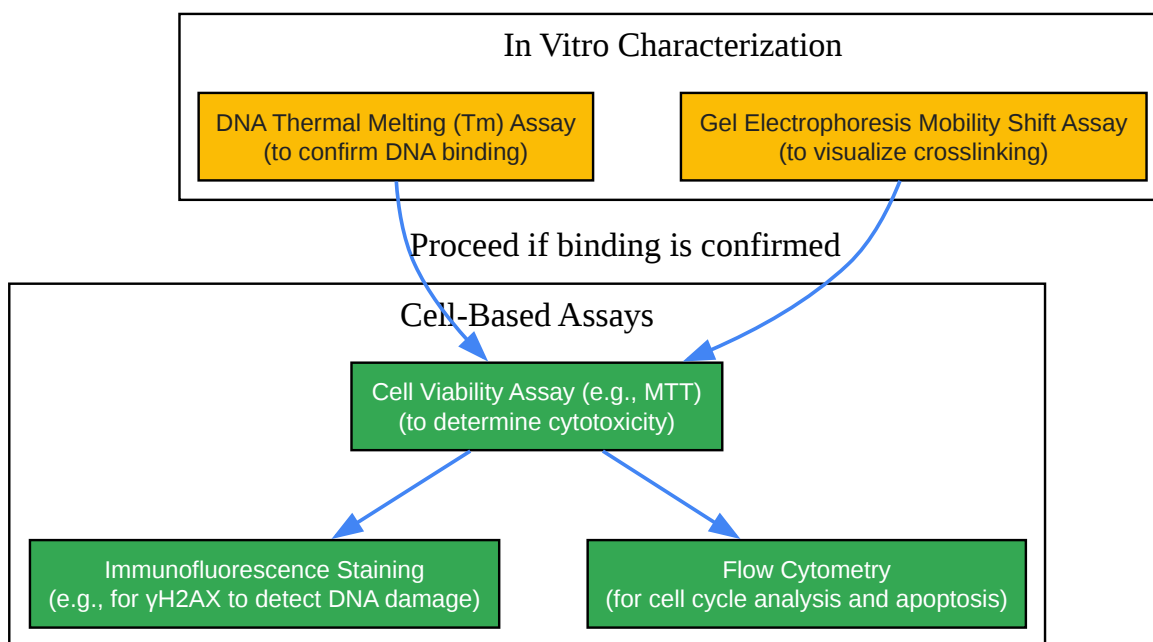 In Vitro Characterization
DNA Thermal Melting (Tm) Assay
(to confirm DNA binding)
Gel Electrophoresis Mobility Shift Assay
(to visualize crosslinking)
Proceed if binding is confirmed
Cell-Based Assays
Cell Viability Assay (e.g., MTT)
(to determine cytotoxicity)
Immunofluorescence Staining
(e.g., for γH2AX to detect DNA damage)
Flow Cytometry
(for cell cycle analysis and apoptosis)